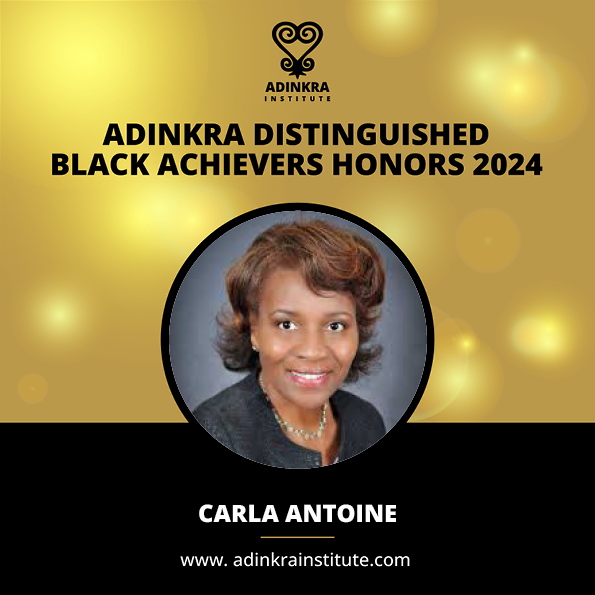 ADINKRA
INSTITUTE
ADINKRA DISTINGUISHED
BLACK ACHIEVERS HONORS 2024
CARLA ANTOINE
www. adinkrainstitute.com